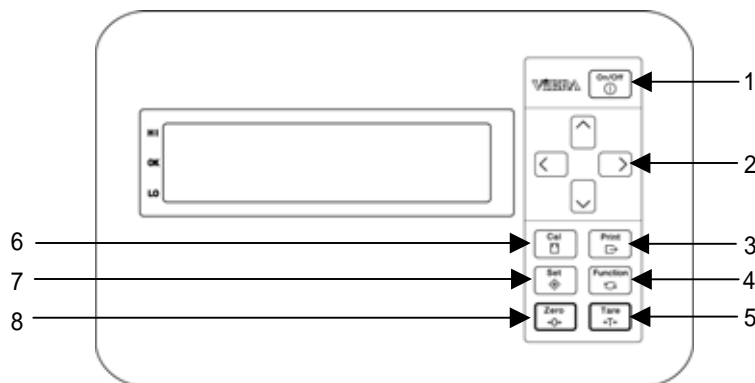 VIBRA On/Off 1
HI
OK 2
LO
6 Cal Print 3
7 Set Function 4
8 Zero Tare 5
→0← →T←